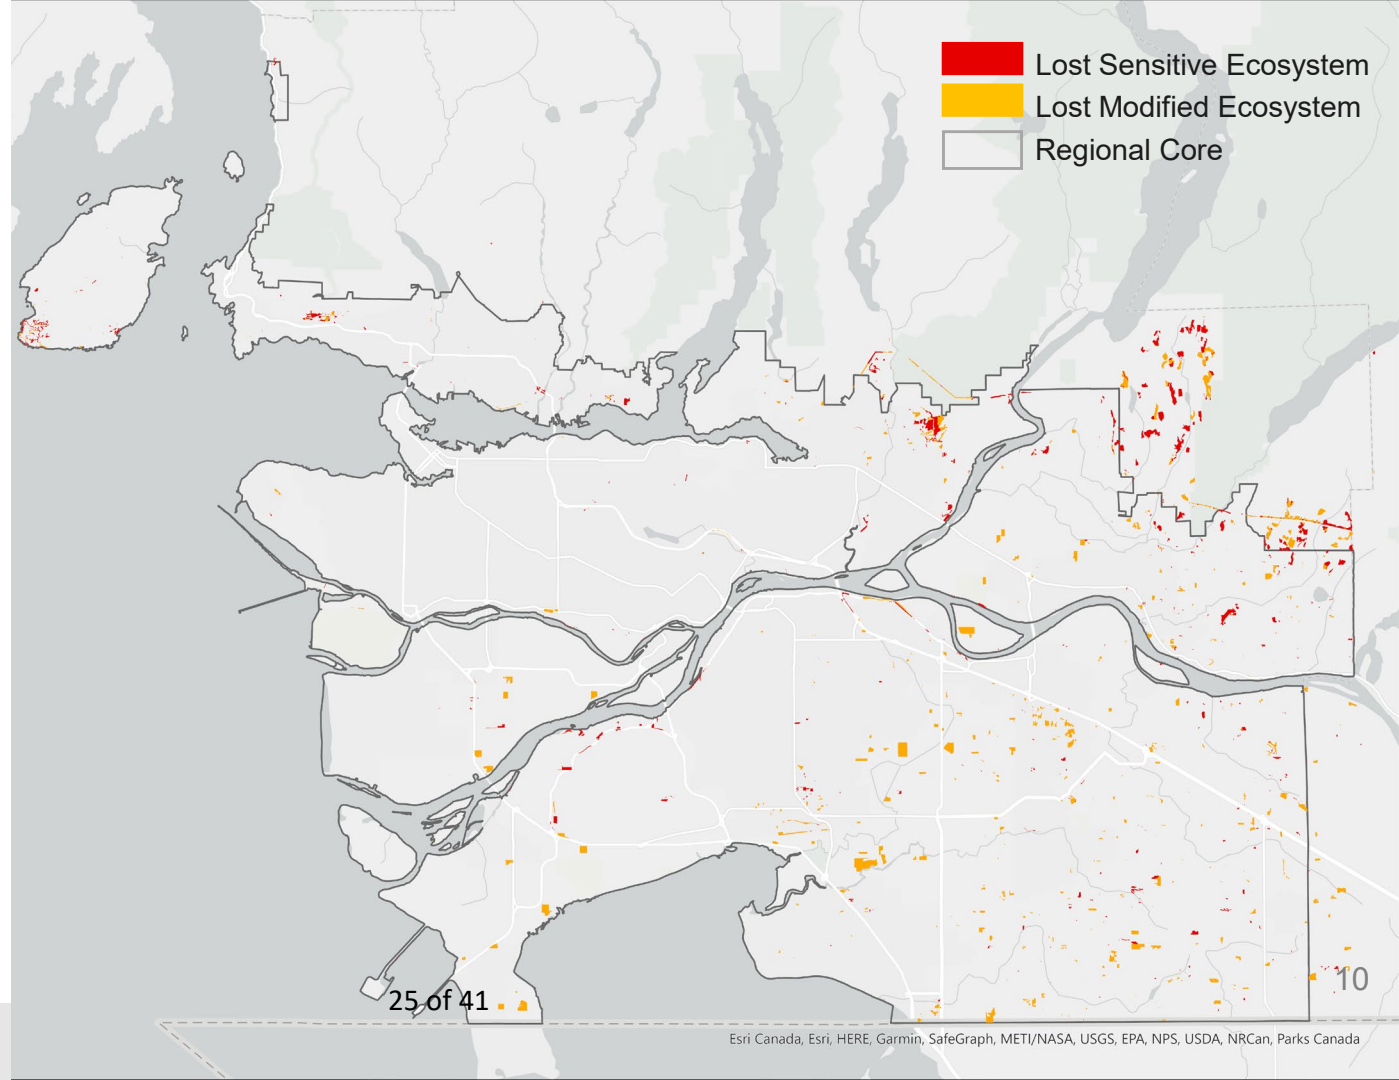 Lost Sensitive Ecosystem
Lost Modified Ecosystem
Regional Core
10
25 of 41
Esri Canada, Esri, HERE, Garmin, SafeGraph, METI/NASA, USGS, EPA, NPS, USDA, NRCan, Parks Canada